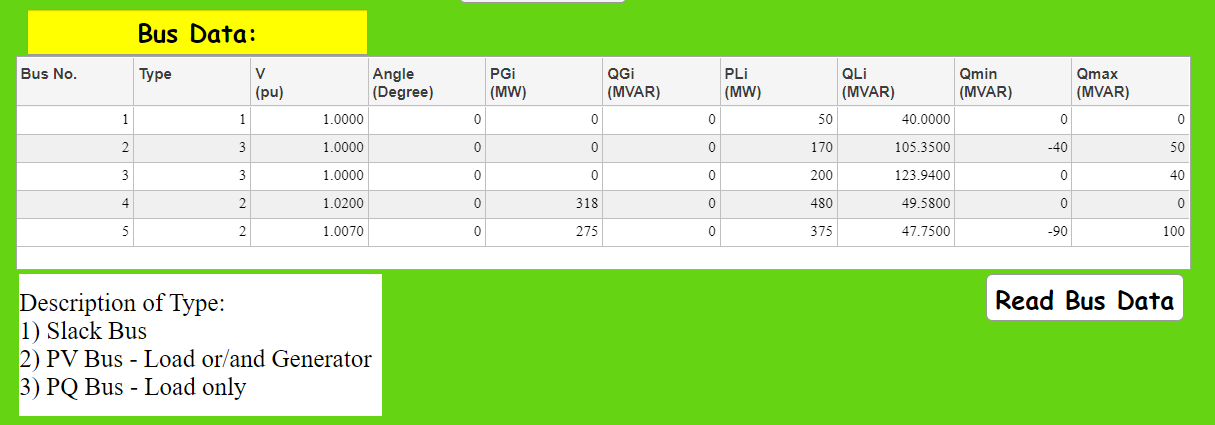 Bus Data:
Bus No. Type V (pu) Angle (Degree) PGi (MW) QGi (MVAR) PLi (MW) QLi (MVAR) Qmin (MVAR) Qmax (MVAR)
1 1 1.0000 0 0 0 50 40.0000 0 0
2 3 1.0000 0 0 0 170 105.3500 -40 50
3 3 1.0000 0 0 0 200 123.9400 0 40
4 2 1.0200 0 318 0 480 49.5800 0 0
5 2 1.0070 0 275 0 375 47.7500 -90 100
Description of Type:
1) Slack Bus
2) PV Bus - Load or/and Generator
3) PQ Bus - Load only
Read Bus Data